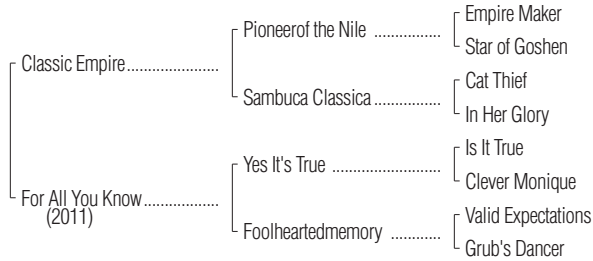 Empire Maker
Pioneerof the Nile ................
Star of Goshen
Classic Empire......................
Cat Thief
Sambuca Classica................
In Her Glory
Is It True
Yes It's True ..........................
Clever Monique
For All You Know..................
(2011)
Valid Expectations
Foolheartedmemory ............
Grub's Dancer